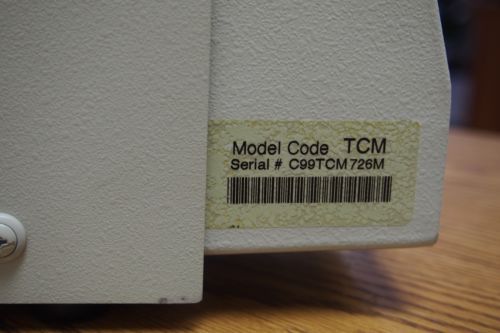 Model Code TCM
Serial # C99TCM726M